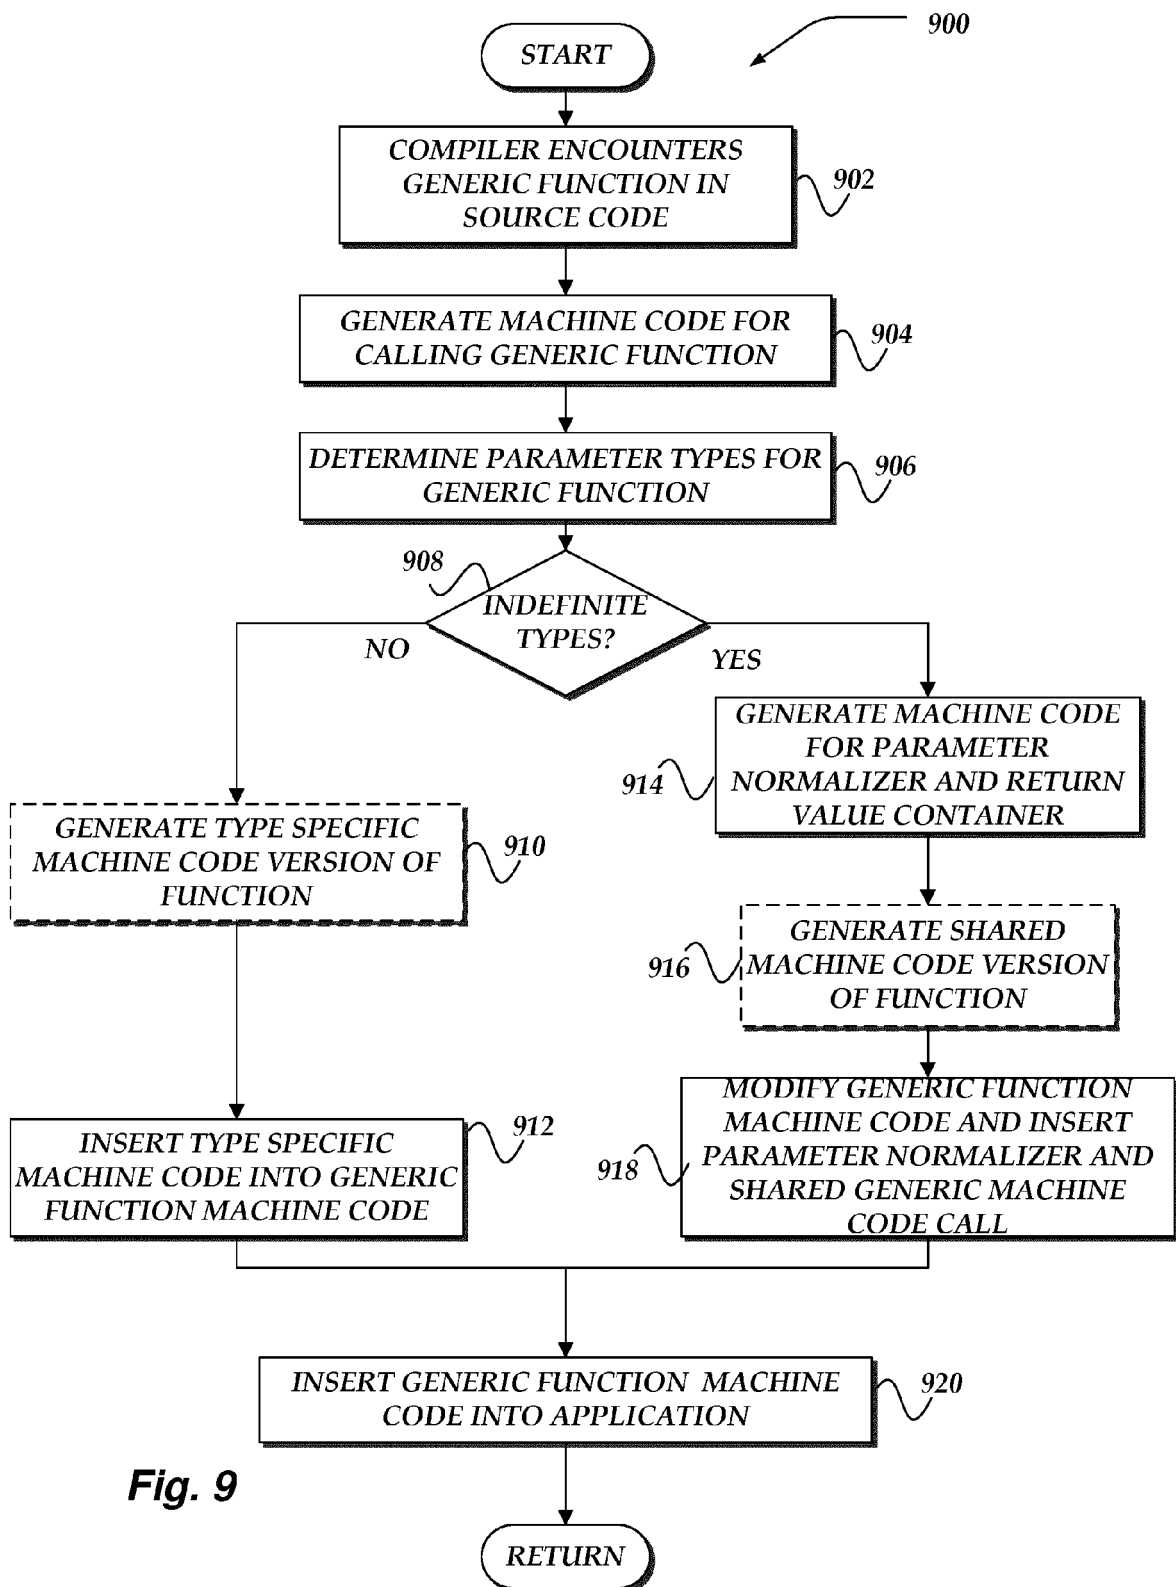 900
START
COMPILER ENCOUNTERS
GENERIC FUNCTION IN
SOURCE CODE
902
GENERATE MACHINE CODE FOR
CALLING GENERIC FUNCTION
904
DETERMINE PARAMETER TYPES FOR
GENERIC FUNCTION
906
908
INDEFINITE
TYPES?
NO
YES
GENERATE TYPE SPECIFIC
MACHINE CODE VERSION OF
FUNCTION
910
INSERT TYPE SPECIFIC
MACHINE CODE INTO GENERIC
FUNCTION MACHINE CODE
912
GENERATE MACHINE CODE
FOR PARAMETER
NORMALIZER AND RETURN
VALUE CONTAINER
914
GENERATE SHARED
MACHINE CODE VERSION
OF FUNCTION
916
MODIFY GENERIC FUNCTION
MACHINE CODE AND INSERT
PARAMETER NORMALIZER AND
SHARED GENERIC MACHINE
CODE CALL
918
INSERT GENERIC FUNCTION MACHINE
CODE INTO APPLICATION
920
Fig. 9
RETURN